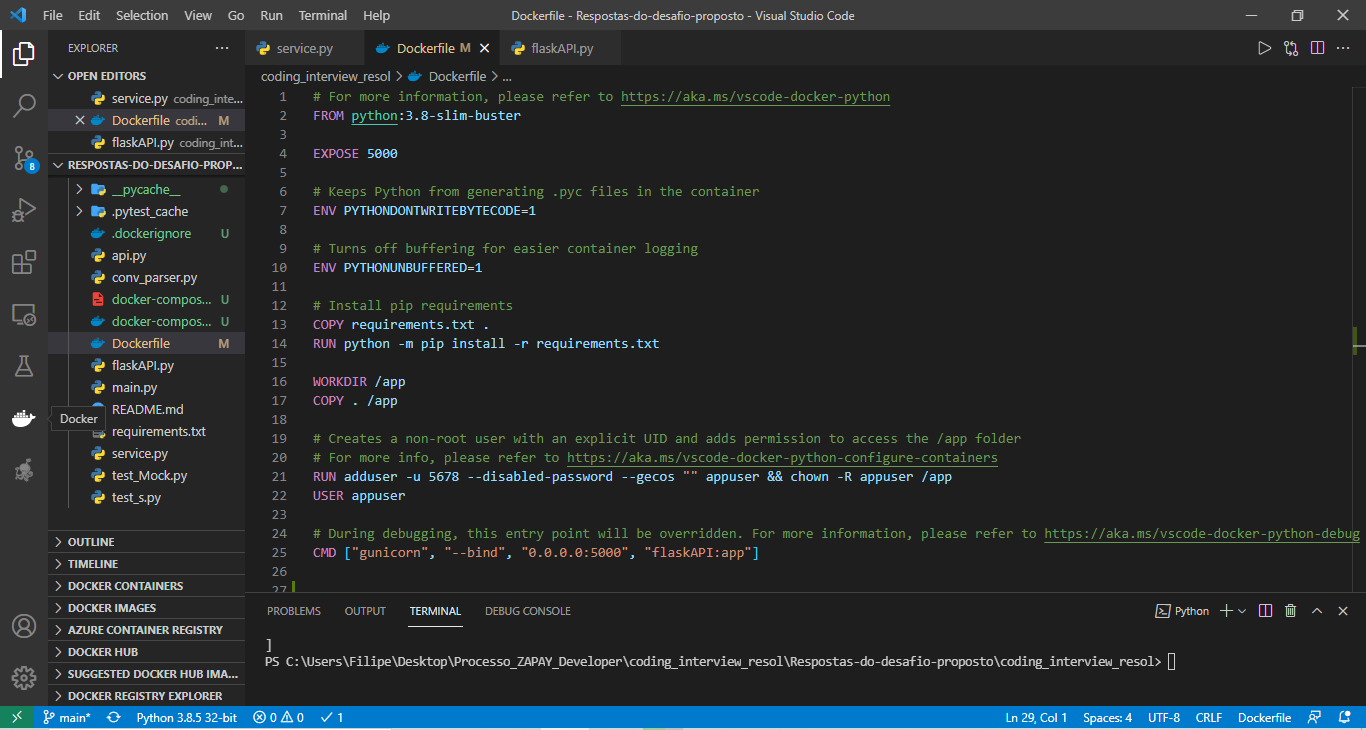 File Edit Selection View Go Run Terminal Help Dockerfile - Respostas-do-desafio-proposto - Visual Studio Code
EXPLORER
OPEN EDITORS
service.py coding_inte...
Dockerfile codi... M
flaskAPI.py coding_int...
RESPOSTAS-DO-DESAFIO-PROP...
__pycache__
.pytest_cache
.dockerignore U
api.py
conv_parser.py
docker-compos... U
docker-compos... U
Dockerfile M
flaskAPI.py
main.py
README.md
requirements.txt
service.py
test_Mock.py
test_s.py
Docker
8
OUTLINE
TIMELINE
DOCKER CONTAINERS
DOCKER IMAGES
AZURE CONTAINER REGISTRY
DOCKER HUB
SUGGESTED DOCKER HUB IMA...
DOCKER REGISTRY EXPLORER
service.py Dockerfile M flaskAPI.py
coding_interview_resol > Dockerfile > ...
1 # For more information, please refer to https://aka.ms/vscode-docker-python
2 FROM python:3.8-slim-buster
3
4 EXPOSE 5000
5
6 # Keeps Python from generating .pyc files in the container
7 ENV PYTHONDONTWRITEBYTECODE=1
8
9 # Turns off buffering for easier container logging
10 ENV PYTHONUNBUFFERED=1
11
12 # Install pip requirements
13 COPY requirements.txt .
14 RUN python -m pip install -r requirements.txt
15
16 WORKDIR /app
17 COPY . /app
18
19 # Creates a non-root user with an explicit UID and adds permission to access the /app folder
20 # For more info, please refer to https://aka.ms/vscode-docker-python-configure-containers
21 RUN adduser -u 5678 --disabled-password --gecos "" appuser && chown -R appuser /app
22 USER appuser
23
24 # During debugging, this entry point will be overridden. For more information, please refer to https://aka.ms/vscode-docker-python-debug
25 CMD ["gunicorn", "--bind", "0.0.0.0:5000", "flaskAPI:app"]
26
27
PROBLEMS OUTPUT TERMINAL DEBUG CONSOLE Python
]
PS C:\Users\Filipe\Desktop\Processo_ZAPAY_Developer\coding_interview_resol\Respostas-do-desafio-proposto\coding_interview_resol>
main* Python 3.8.5 32-bit 0 0 1 Ln 29, Col 1 Spaces: 4 UTF-8 CRLF Dockerfile